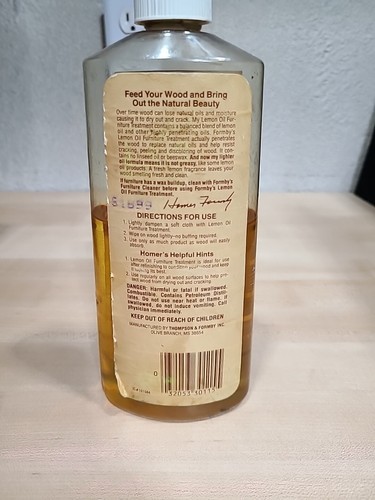 Feed Your Wood and Bring
Out the Natural Beauty
Over time wood can lose natural oils and moisture
causing it to dry out and crack. My Lemon Oil Fur-
niture Treatment contains a balanced blend of lemon
oil and other highly penetrating oils. Formby's
Lemon Oil Furniture Treatment actually penetrates
the wood to replace natural oils and help resist
cracking, peeling and discoloring of wood. It con-
tains no linseed oil or beeswax. And now my lighter
oil formula means it is not greasy, like some lemon
oil products. A fresh lemon fragrance leaves your
wood smelling fresh and clean.
If furniture has a wax buildup, clean with Formby's
Furniture Cleaner before using Formby's Lemon
Oil Furniture Treatment.
Homer Formby
DIRECTIONS FOR USE
1. Lightly dampen a soft cloth with Lemon Oil
Furniture Treatment.
2. Wipe on wood lightly–no buffing required.
3. Use only as much product as wood will easily
absorb.
Homer's Helpful Hints
1. Lemon Oil Furniture Treatment is ideal for use
after refinishing to condition your wood and keep
it looking its best.
2. Use regularly on all wood surfaces to help pro-
tect wood from drying out and cracking.
DANGER: Harmful or fatal if swallowed.
Combustible. Contains Petroleum Distil-
lates. Do not use near heat or flame. If
swallowed, do not induce vomiting. Call
physician immediately.
KEEP OUT OF REACH OF CHILDREN
MANUFACTURED BY THOMPSON & FORMBY INC.
OLIVE BRANCH, MS 38654
0